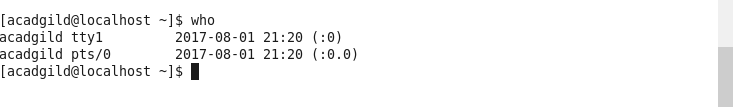 [acadgild@localhost ~]$ who
acadgild tty1         2017-08-01 21:20 (:0)
acadgild pts/0        2017-08-01 21:20 (:0.0)
[acadgild@localhost ~]$